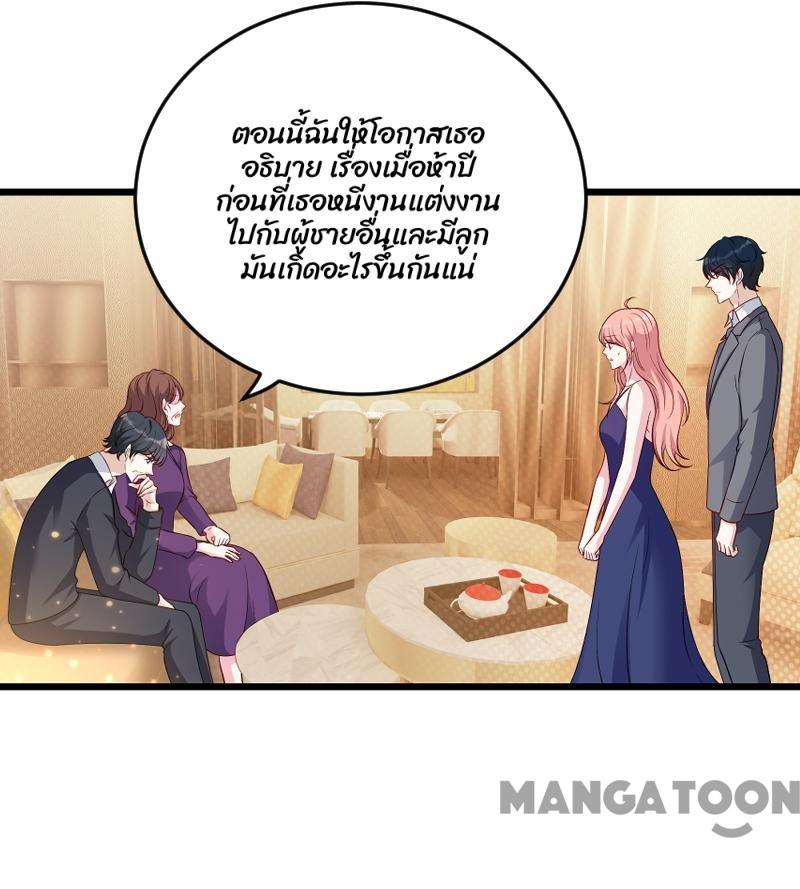 ตอนนี้ฉันให้โอกาสเธอ
อธิบาย เรื่องเมื่อห้าปี
ก่อนที่เธอหนีงานแต่งงาน
ไปกับผู้ชายอื่นและมีลูก
มันเกิดอะไรขึ้นกันแน่
MANGATOON